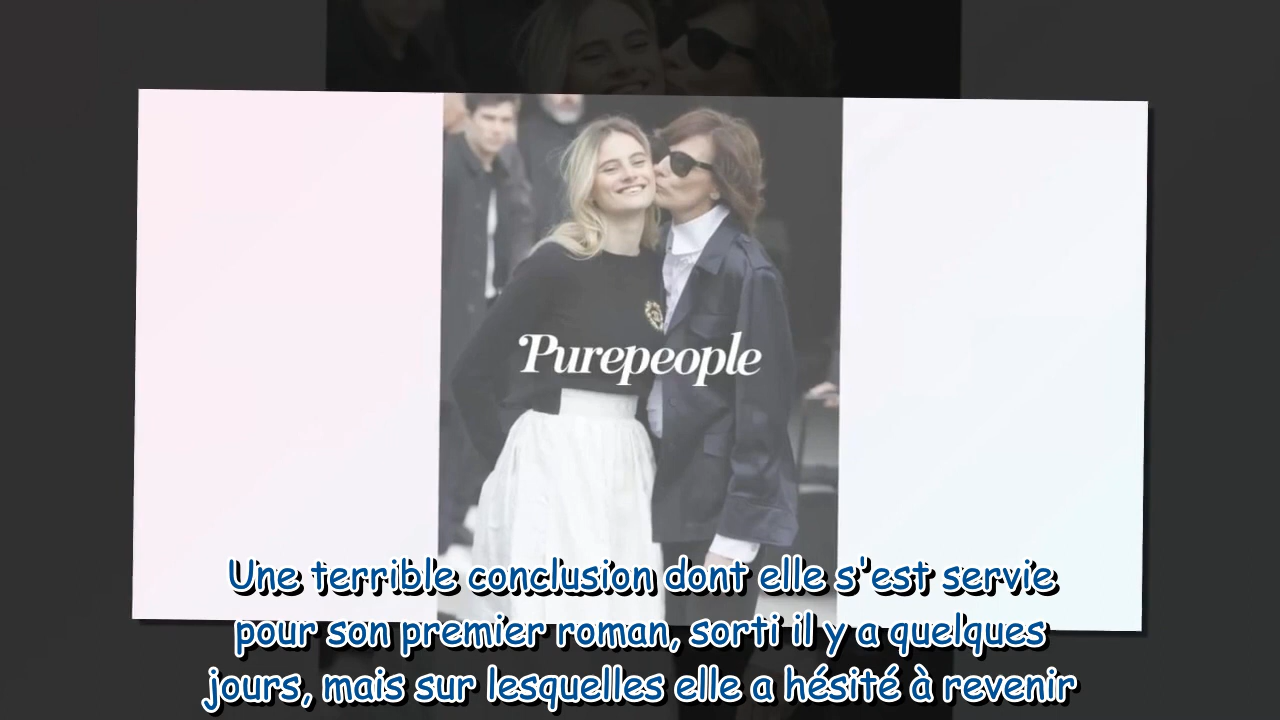 Purepeople
Une terrible conclusion dont elle s'est servie
pour son premier roman, sorti il y a quelques
jours, mais sur lesquelles elle a hésité à revenir